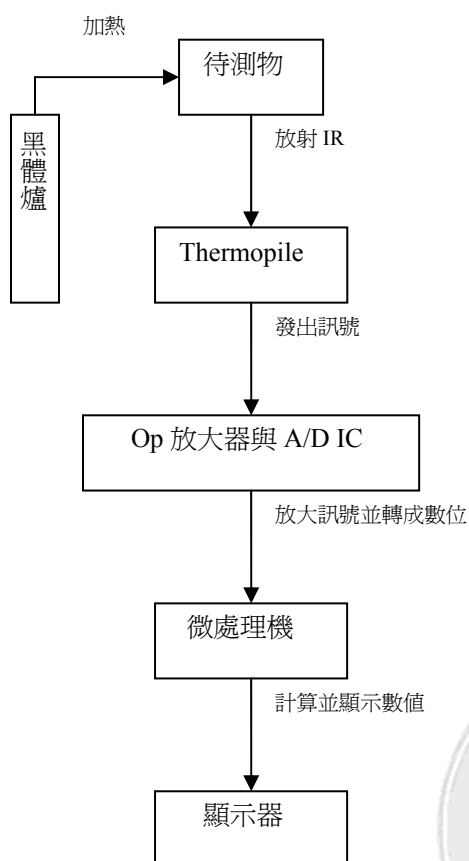 加熱
待測物
黑體爐
放射 IR
Thermopile
發出訊號
Op 放大器與 A/D IC
放大訊號並轉成數位
微處理機
計算並顯示數值
顯示器